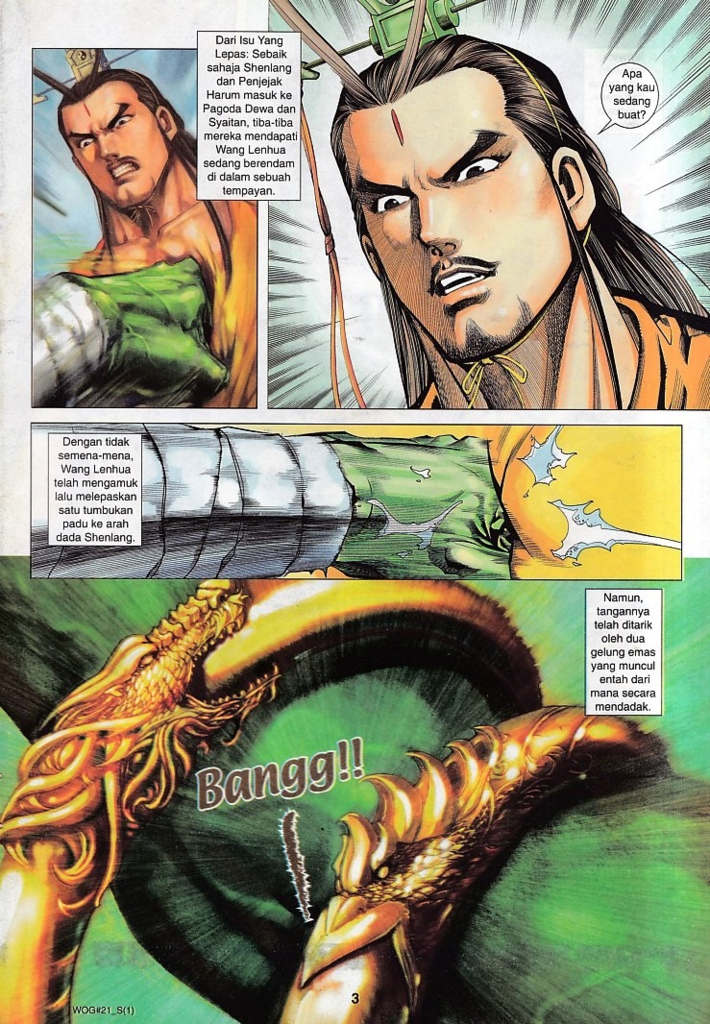 Dari Isu Yang
Lepas: Sebaik
sahaja Shenlang
dan Penjejak
Harum masuk ke
Pagoda Dewa dan
Syaitan, tiba-tiba
mereka mendapati
Wang Lenhua
sedang berendam
di dalam sebuah
tempayan.
Apa
yang kau
sedang
buat?
Dengan tidak
semena-mena,
Wang Lenhua
telah mengamuk
lalu melepaskan
satu tumbukan
padu ke arah
dada Shenlang.
Namun,
tangannya
telah ditarik
oleh dua
gelung emas
yang muncul
entah dari
mana secara
mendadak.
Bangg!!
3
WOG#21_S(1)